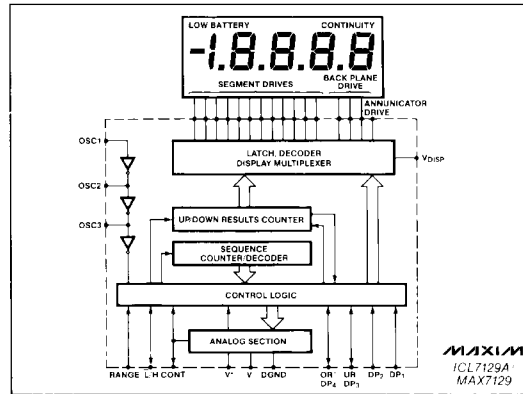 LOW BATTERY CONTINUITY
-1.8.8.8.8
SEGMENT DRIVES
BACK PLANE
DRIVE
ANNUNICATOR
DRIVE
OSC1
LATCH, DECODER
DISPLAY MULTIPLEXER
VDISP
OSC2
UP/DOWN RESULTS COUNTER
OSC3
SEQUENCE
COUNTER/DECODER
CONTROL LOGIC
ANALOG SECTION
RANGE L/H CONT V+ V DGND OR DP4 UR DP3 DP2 DP1
MAXIM
ICL7129A
MAX7129